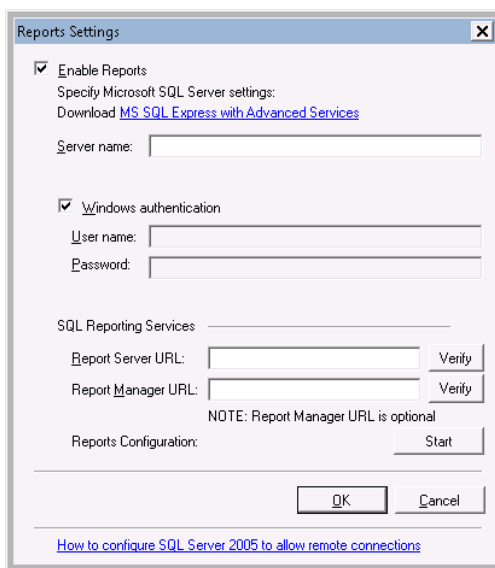 Reports Settings
Enable Reports
Specify Microsoft SQL Server settings:
Download MS SQL Express with Advanced Services
Server name:
Windows authentication
User name:
Password:
SQL Reporting Services
Report Server URL: Verify
Report Manager URL: Verify
NOTE: Report Manager URL is optional
Reports Configuration: Start
OK Cancel
How to configure SQL Server 2005 to allow remote connections